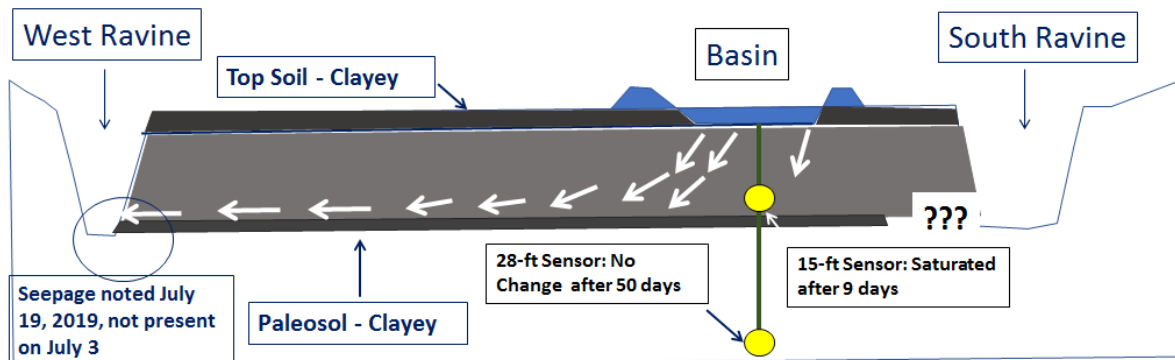 West Ravine
Basin
South Ravine
Top Soil - Clayey
???
28-ft Sensor: No
Change after 50 days
15-ft Sensor: Saturated
after 9 days
Seepage noted July
19, 2019, not present
on July 3
Paleosol - Clayey